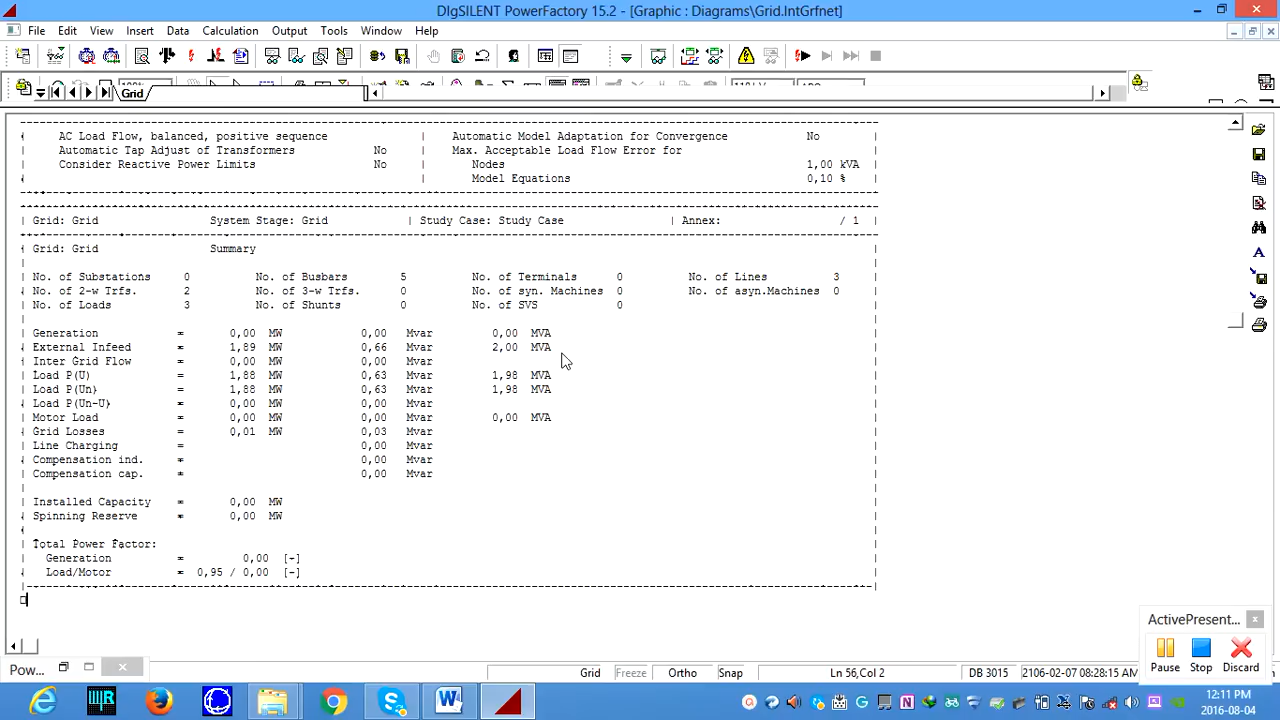 DIgSILENT PowerFactory 15.2 - [Graphic : Diagrams\Grid.IntGrfnet]
File Edit View Insert Data Calculation Output Tools Window Help
Grid
AC Load Flow, balanced, positive sequence | Automatic Model Adaptation for Convergence No
Automatic Tap Adjust of Transformers No | Max. Acceptable Load Flow Error for
Consider Reactive Power Limits No | Nodes 1,00 kVA
| Model Equations 0,10 %
Grid: Grid System Stage: Grid | Study Case: Study Case | Annex: / 1 |
Grid: Grid Summary
No. of Substations 0 No. of Busbars 5 No. of Terminals 0 No. of Lines 3
No. of 2-w Trfs. 2 No. of 3-w Trfs. 0 No. of syn. Machines 0 No. of asyn.Machines 0
No. of Loads 3 No. of Shunts 0 No. of SVS 0
Generation = 0,00 MW 0,00 Mvar 0,00 MVA
External Infeed = 1,89 MW 0,66 Mvar 2,00 MVA
Inter Grid Flow = 0,00 MW 0,00 Mvar
Load P(U) = 1,88 MW 0,63 Mvar 1,98 MVA
Load P(Un) = 1,88 MW 0,63 Mvar 1,98 MVA
Load P(Un-U) = 0,00 MW 0,00 Mvar
Motor Load = 0,00 MW 0,00 Mvar 0,00 MVA
Grid Losses = 0,01 MW 0,03 Mvar
Line Charging = 0,00 Mvar
Compensation ind. = 0,00 Mvar
Compensation cap. = 0,00 Mvar
Installed Capacity = 0,00 MW
Spinning Reserve = 0,00 MW
Total Power Factor:
Generation = 0,00 [-]
Load/Motor = 0,95 / 0,00 [-]
ActivePresent...
Pause Stop Discard
Pow...
Grid Freeze Ortho Snap Ln 56,Col 2 DB 3015 2106-02-07 08:28:15AM
12:11 PM
2016-08-04